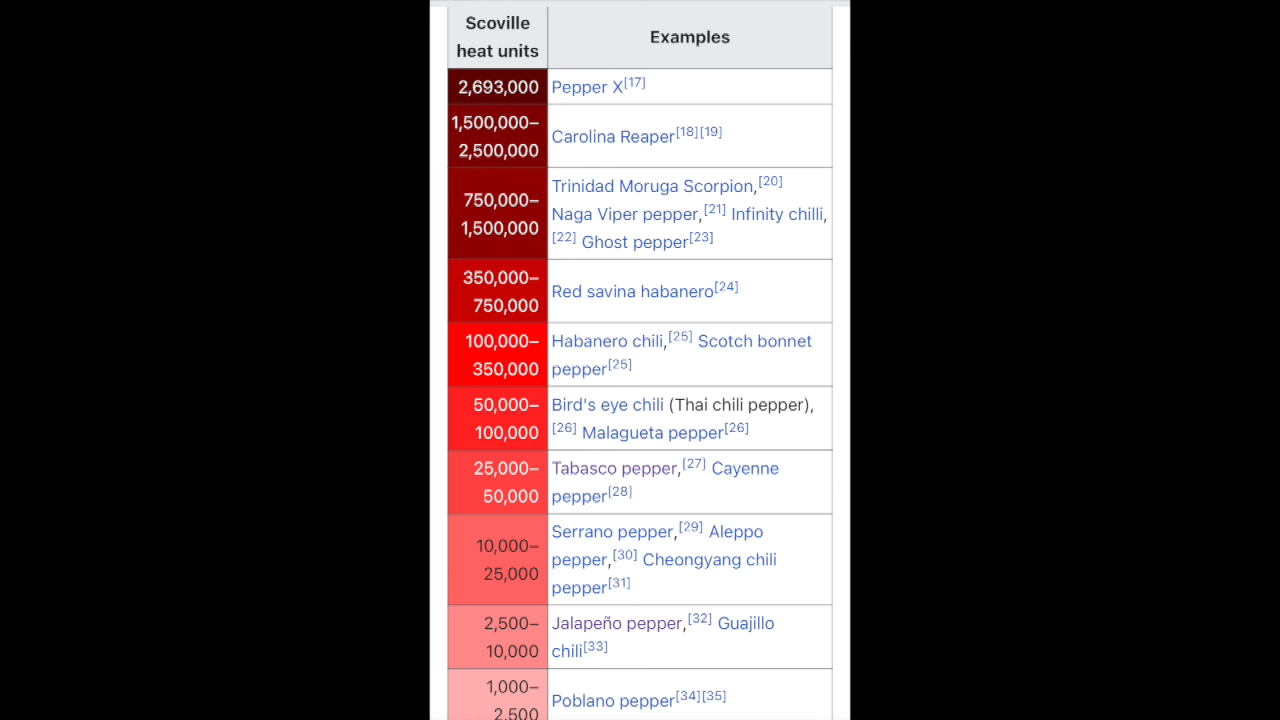 Scoville
heat units
Examples
2,693,000
Pepper X[17]
1,500,000–
2,500,000
Carolina Reaper[18][19]
750,000–
1,500,000
Trinidad Moruga Scorpion,[20]
Naga Viper pepper,[21] Infinity chilli,
[22] Ghost pepper[23]
350,000–
750,000
Red savina habanero[24]
100,000–
350,000
Habanero chili,[25] Scotch bonnet
pepper[25]
50,000–
100,000
Bird's eye chili (Thai chili pepper),
[26] Malagueta pepper[26]
25,000–
50,000
Tabasco pepper,[27] Cayenne
pepper[28]
10,000–
25,000
Serrano pepper,[29] Aleppo
pepper,[30] Cheongyang chili
pepper[31]
2,500–
10,000
Jalapeño pepper,[32] Guajillo
chili[33]
1,000–
2,500
Poblano pepper[34][35]